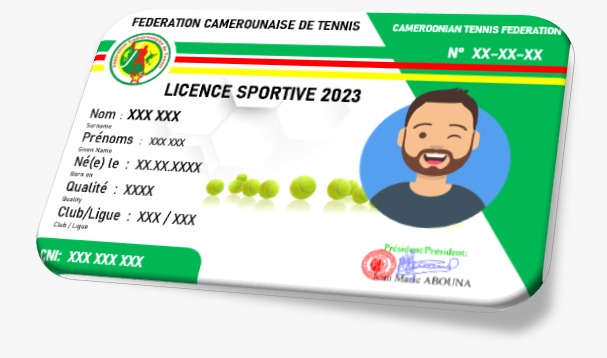 FEDERATION CAMEROUNAISE DE TENNIS
CAMEROONIAN TENNIS FEDERATION
N° XX-XX-XX
LICENCE SPORTIVE 2023
Nom : XXX XXX
Surname
Prénoms : XXX XXX
Given Name
Né(e) le : XX.XX.XXXX
Born on
Qualité : XXXX
Quality
Club/Ligue : XXX / XXX
Club / Ligue
CNI: XXX XXX XXX
Président/President:
Marie ABOUNA